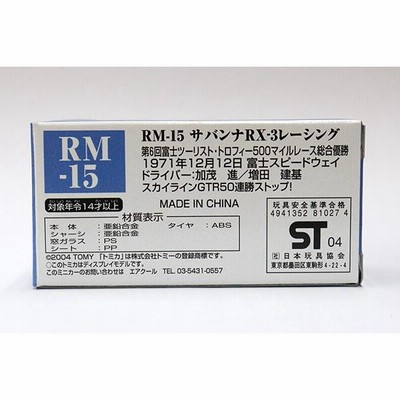 RM
-15
対象年令14才以上
RM-15 サバンナRX-3レーシング
第6回富士ツーリスト・トロフィー500マイルレース総合優勝
1971年12月12日 富士スピードウェイ
ドライバー:加茂 進/増田 建基
スカイラインGTR50連勝ストップ!
MADE IN CHINA
材質表示
本体:亜鉛合金 タイヤ:ABS
シャーシ:亜鉛合金
窓ガラス:PS
シート:PP
©2004 TOMY 「トミカ」は株式会社トミーの登録商標です。
○このトミカはディスプレイモデルです。
このミニカーのお問い合わせは エアクール TEL. 03-5431-0557
玩具安全基準合格
4941352 81027 4
ST 04
社 日本玩具協会
東京都墨田区東駒形4-22-4